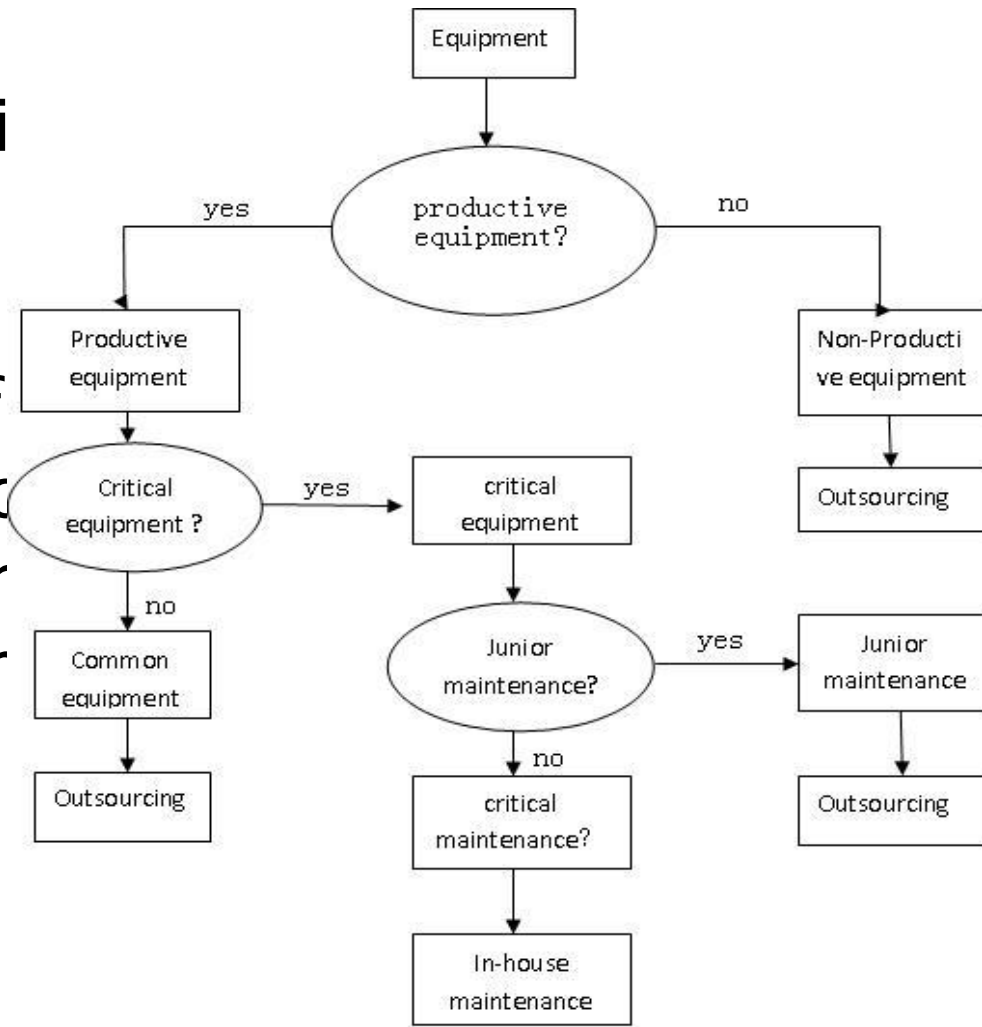 Equipment
productive
equipment?
yes
no
Productive
equipment
Non-Producti
ve equipment
Critical
equipment ?
yes
critical
equipment
Outsourcing
no
Common
equipment
Junior
maintenance?
yes
Junior
maintenance
Outsourcing
no
critical
maintenance?
Outsourcing
In-house
maintenance